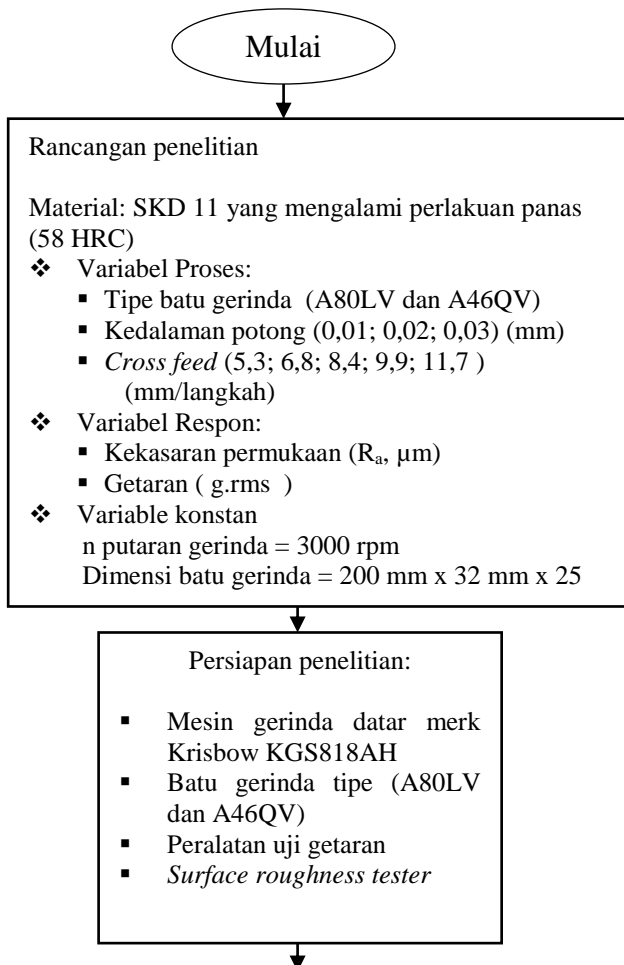 Mulai
Rancangan penelitian
Material: SKD 11 yang mengalami perlakuan panas
(58 HRC)
❖ Variabel Proses:
▪ Tipe batu gerinda (A80LV dan A46QV)
▪ Kedalaman potong (0,01; 0,02; 0,03) (mm)
▪ Cross feed (5,3; 6,8; 8,4; 9,9; 11,7 )
(mm/langkah)
❖ Variabel Respon:
▪ Kekasaran permukaan (Rₐ, µm)
▪ Getaran ( g.rms )
❖ Variable konstan
n putaran gerinda = 3000 rpm
Dimensi batu gerinda = 200 mm x 32 mm x 25
Persiapan penelitian:
▪ Mesin gerinda datar merk
Krisbow KGS818AH
▪ Batu gerinda tipe (A80LV
dan A46QV)
▪ Peralatan uji getaran
▪ Surface roughness tester